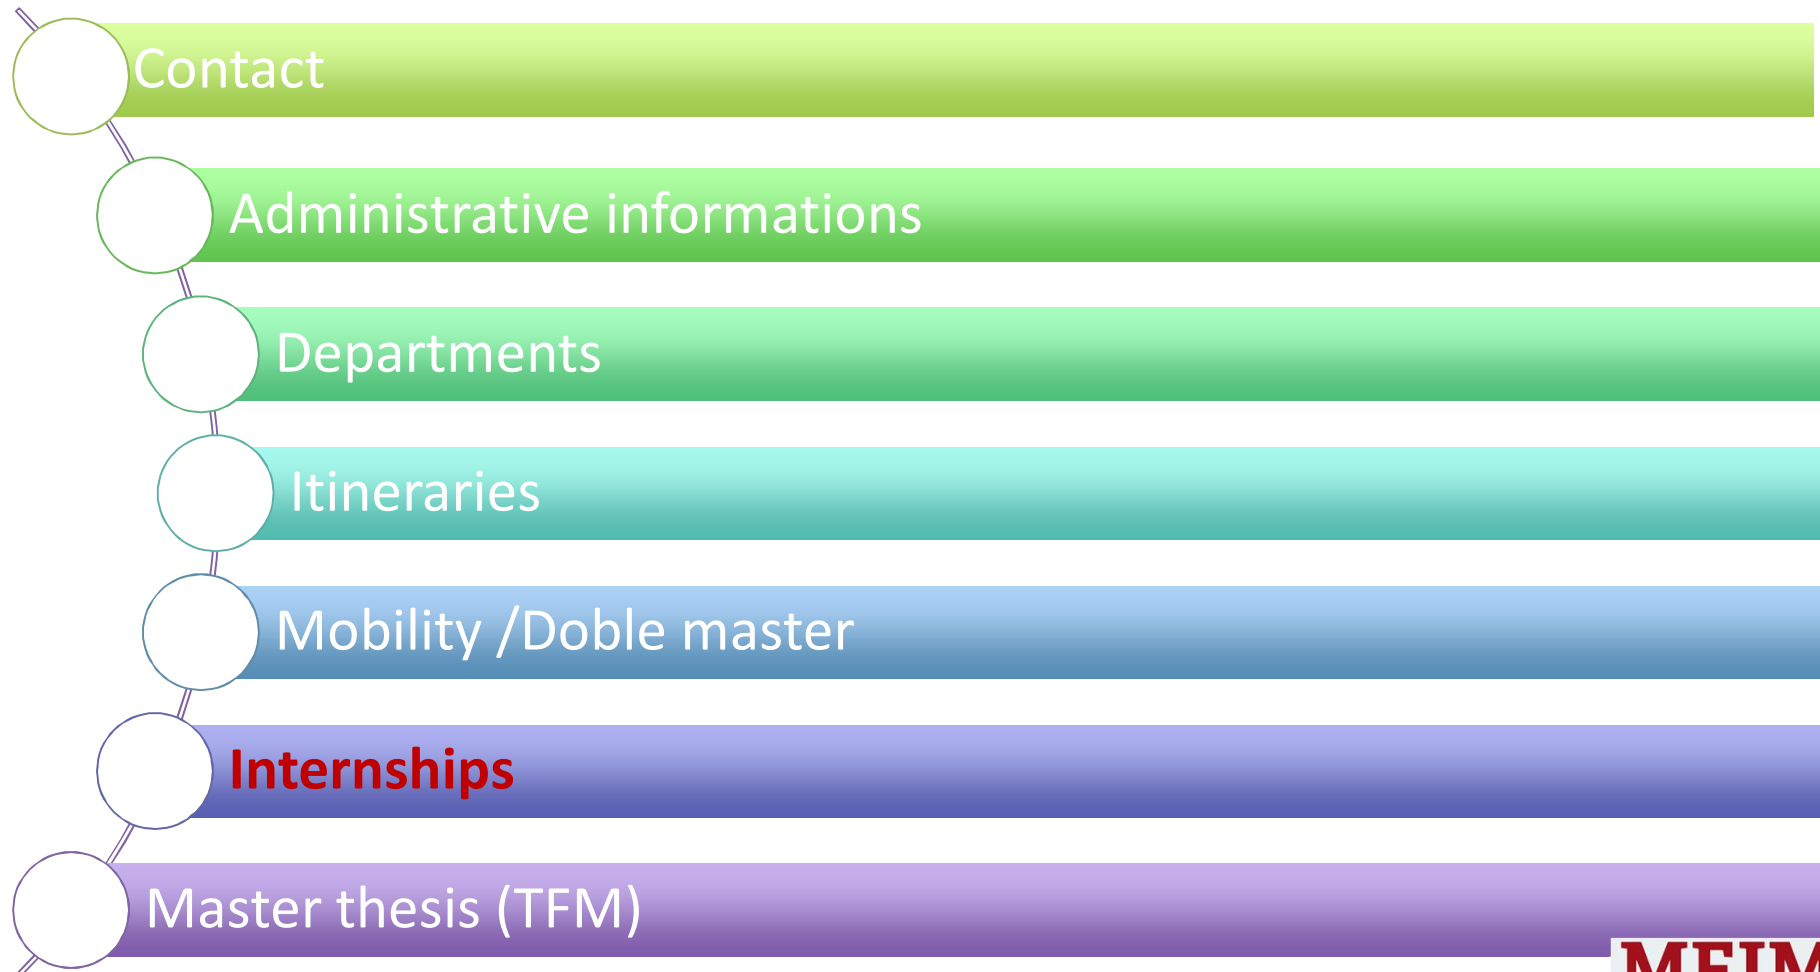 Contact
Administrative informations
Departments
Itineraries
Mobility /Doble master
Internships
Master thesis (TFM)